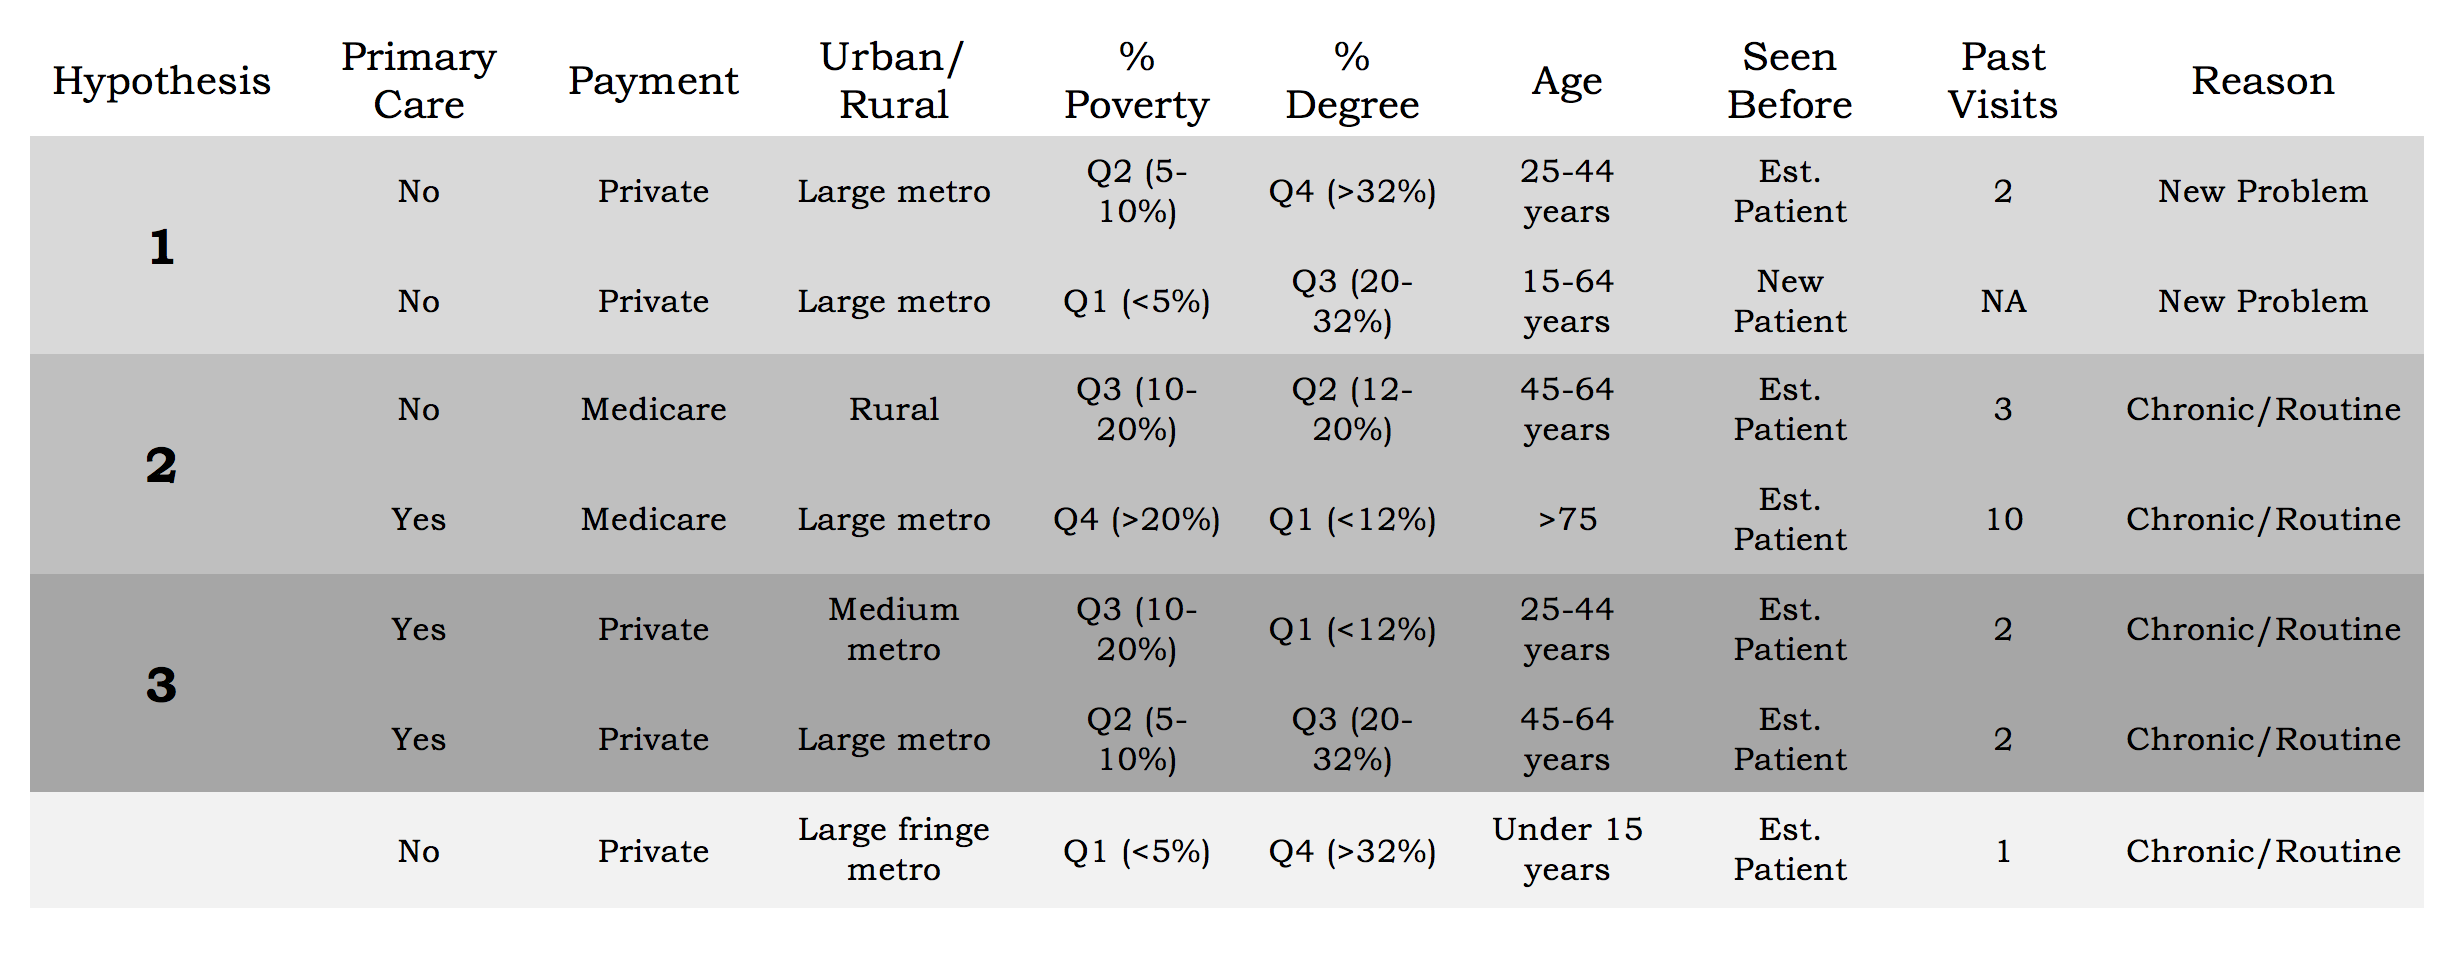 Hypothesis Primary Care Payment Urban/ Rural % Poverty % Degree Age Seen Before Past Visits Reason
1
No Private Large metro Q2 (5-10%) Q4 (>32%) 25-44 years Est. Patient 2 New Problem
No Private Large metro Q1 (<5%) Q3 (20-32%) 15-64 years New Patient NA New Problem
2
No Medicare Rural Q3 (10-20%) Q2 (12-20%) 45-64 years Est. Patient 3 Chronic/Routine
Yes Medicare Large metro Q4 (>20%) Q1 (<12%) >75 Est. Patient 10 Chronic/Routine
3
Yes Private Medium metro Q3 (10-20%) Q1 (<12%) 25-44 years Est. Patient 2 Chronic/Routine
Yes Private Large metro Q2 (5-10%) Q3 (20-32%) 45-64 years Est. Patient 2 Chronic/Routine
No Private Large fringe metro Q1 (<5%) Q4 (>32%) Under 15 years Est. Patient 1 Chronic/Routine